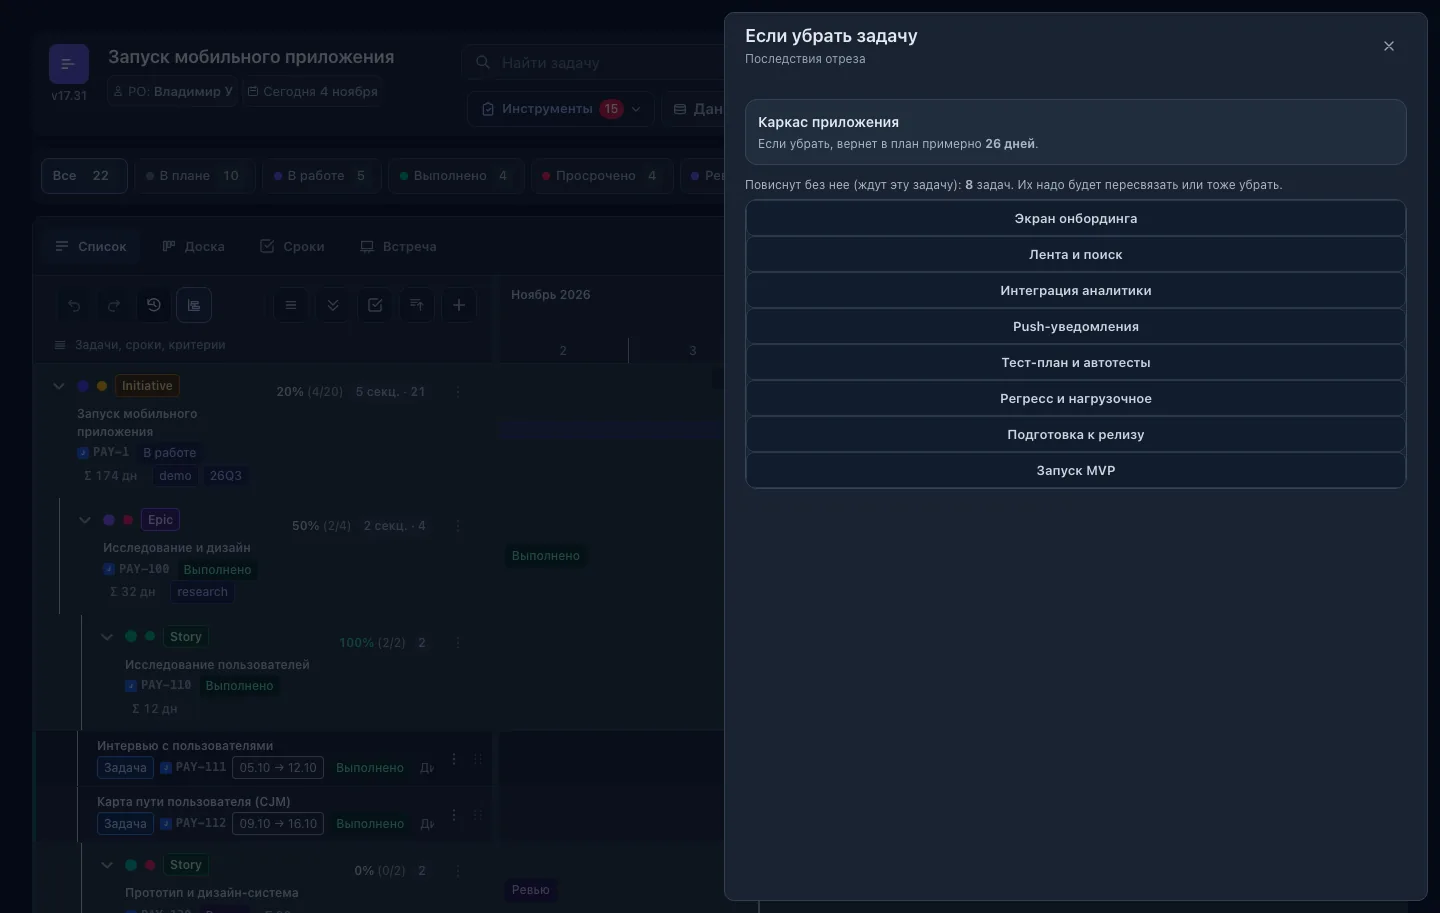 Запуск мобильного приложения
v17.31
PO: Владимир У
Сегодня 4 ноября
Найти задачу
Инструменты 15
Все 22
В плане 10
В работе 5
Выполнено 4
Просрочено 4
Список
Доска
Сроки
Встреча
Ноябрь 2026
Задачи, сроки, критерии
2
3
Initiative
20% (4/20) 5 секц. · 21
Запуск мобильного
приложения
PAY-1 В работе
Σ 174 дн demo 26Q3
Epic
50% (2/4) 2 секц. · 4
Исследование и дизайн
PAY-100 Выполнено
Σ 32 дн research
Выполнено
Story
100% (2/2) 2
Исследование пользователей
PAY-110 Выполнено
Σ 12 дн
Интервью с пользователями
Задача PAY-111 05.10 → 12.10 Выполнено
Карта пути пользователя (CJM)
Задача PAY-112 09.10 → 16.10 Выполнено
Story
0% (0/2) 2
Прототип и дизайн-система
Ревью
Если убрать задачу
Последствия отреза
Каркас приложения
Если убрать, вернет в план примерно 26 дней.
Повиснут без нее (ждут эту задачу): 8 задач. Их надо будет пересвязать или тоже убрать.
Экран онбординга
Лента и поиск
Интеграция аналитики
Push-уведомления
Тест-план и автотесты
Регресс и нагрузочное
Подготовка к релизу
Запуск MVP